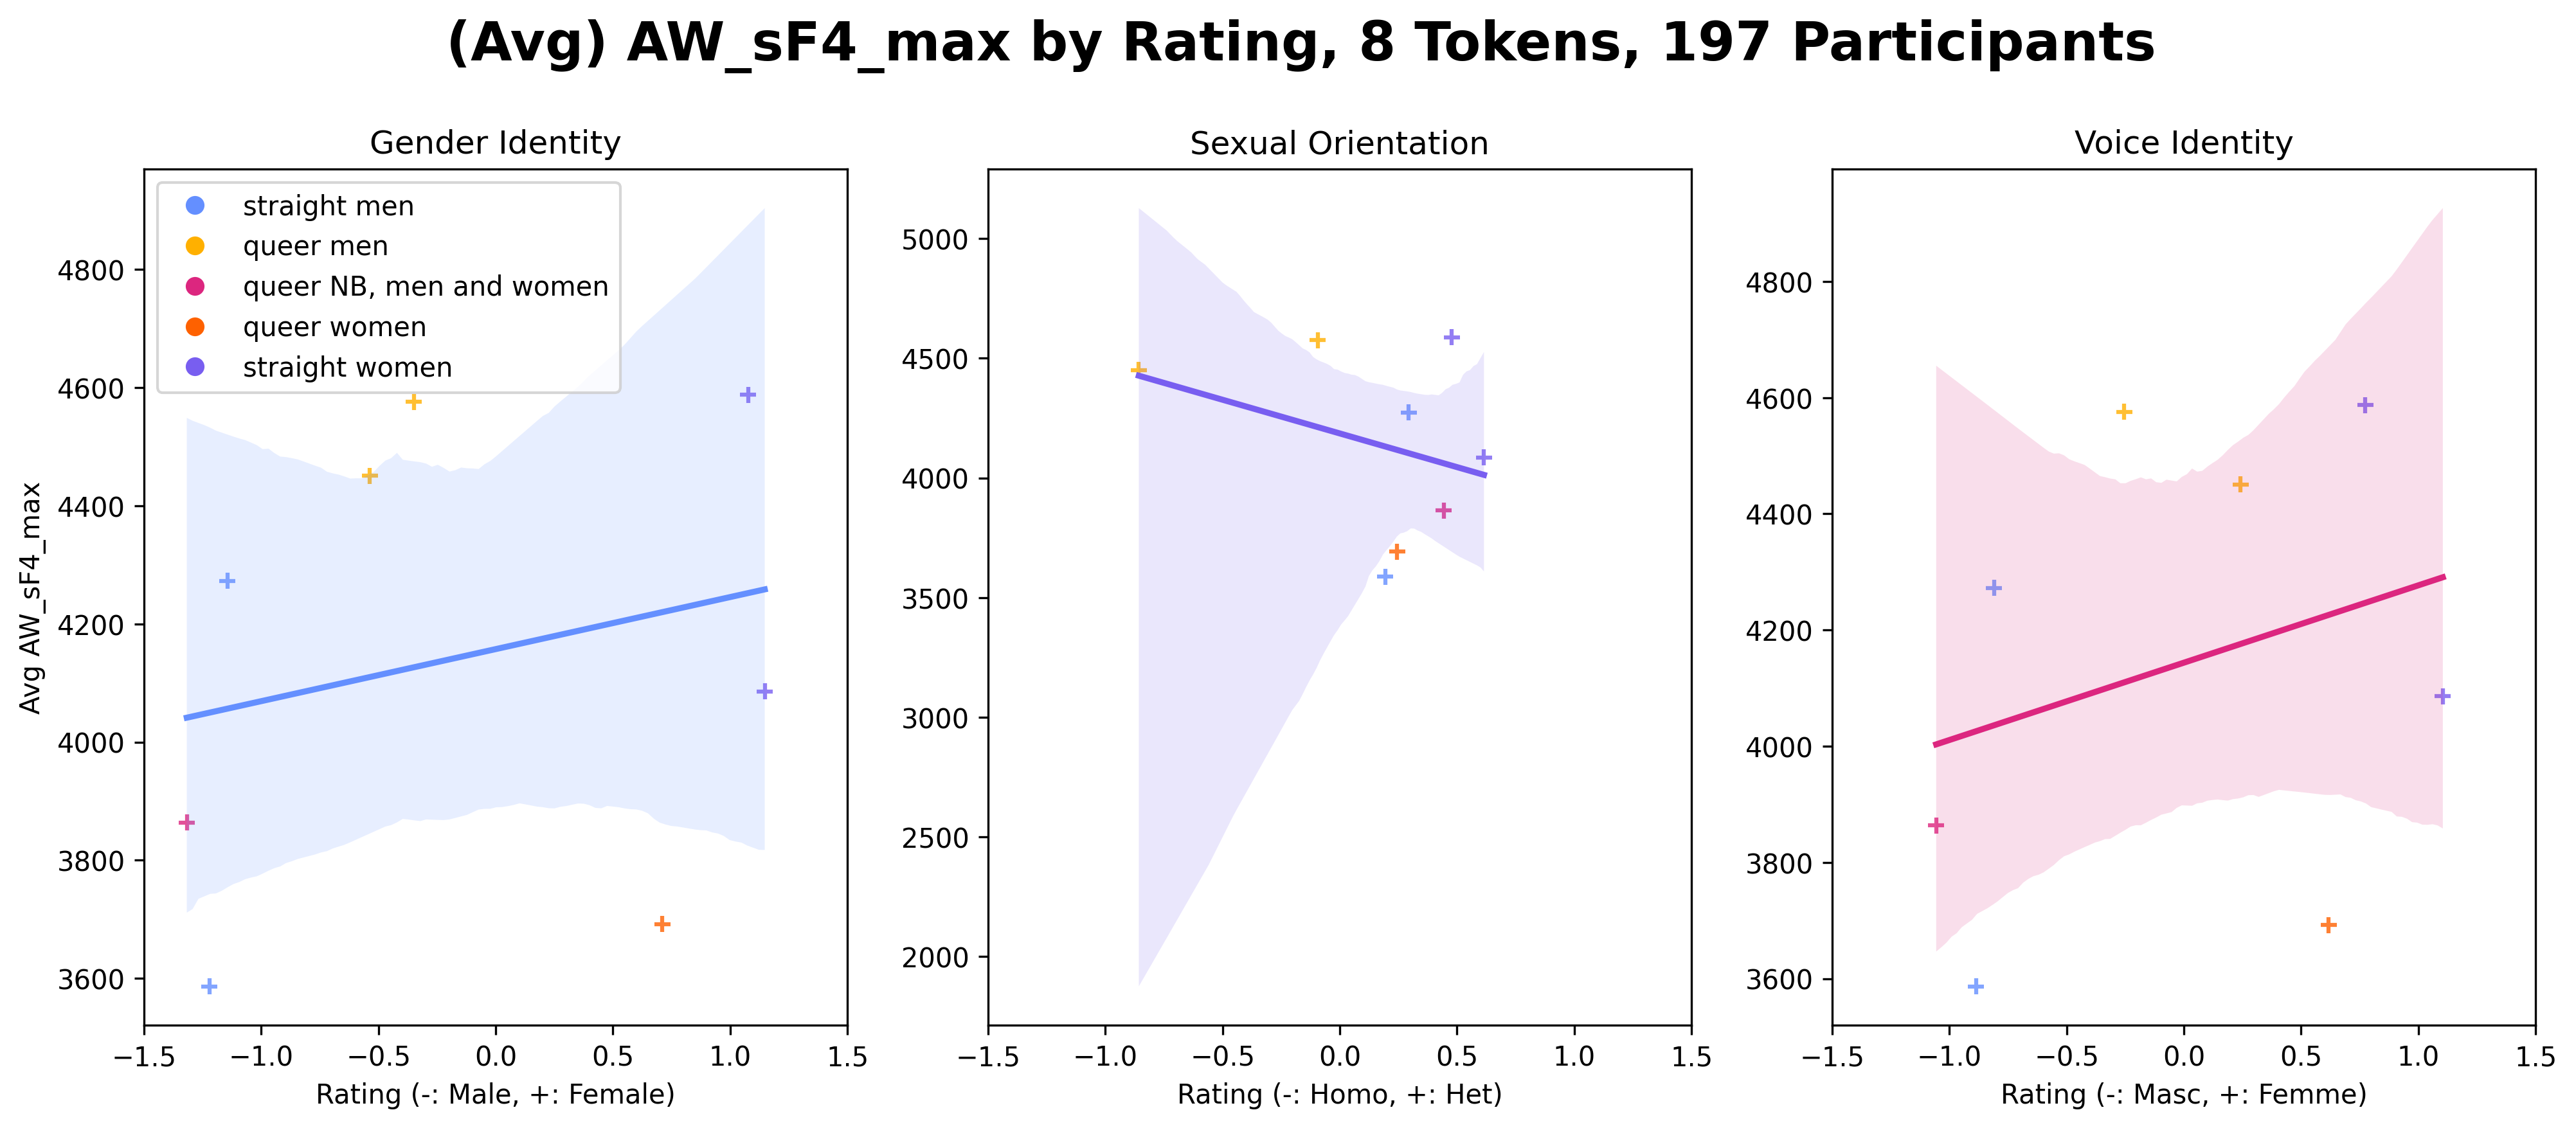 (Avg) AW_sF4_max by Rating, 8 Tokens, 197 Participants
Gender Identity
straight men
queer men
queer NB, men and women
queer women
straight women
Avg AW_sF4_max
4800
4600
4400
4200
4000
3800
3600
−1.5 −1.0 −0.5 0.0 0.5 1.0 1.5
Rating (-: Male, +: Female)
Sexual Orientation
5000
4500
4000
3500
3000
2500
2000
−1.5 −1.0 −0.5 0.0 0.5 1.0 1.5
Rating (-: Homo, +: Het)
Voice Identity
4800
4600
4400
4200
4000
3800
3600
−1.5 −1.0 −0.5 0.0 0.5 1.0 1.5
Rating (-: Masc, +: Femme)